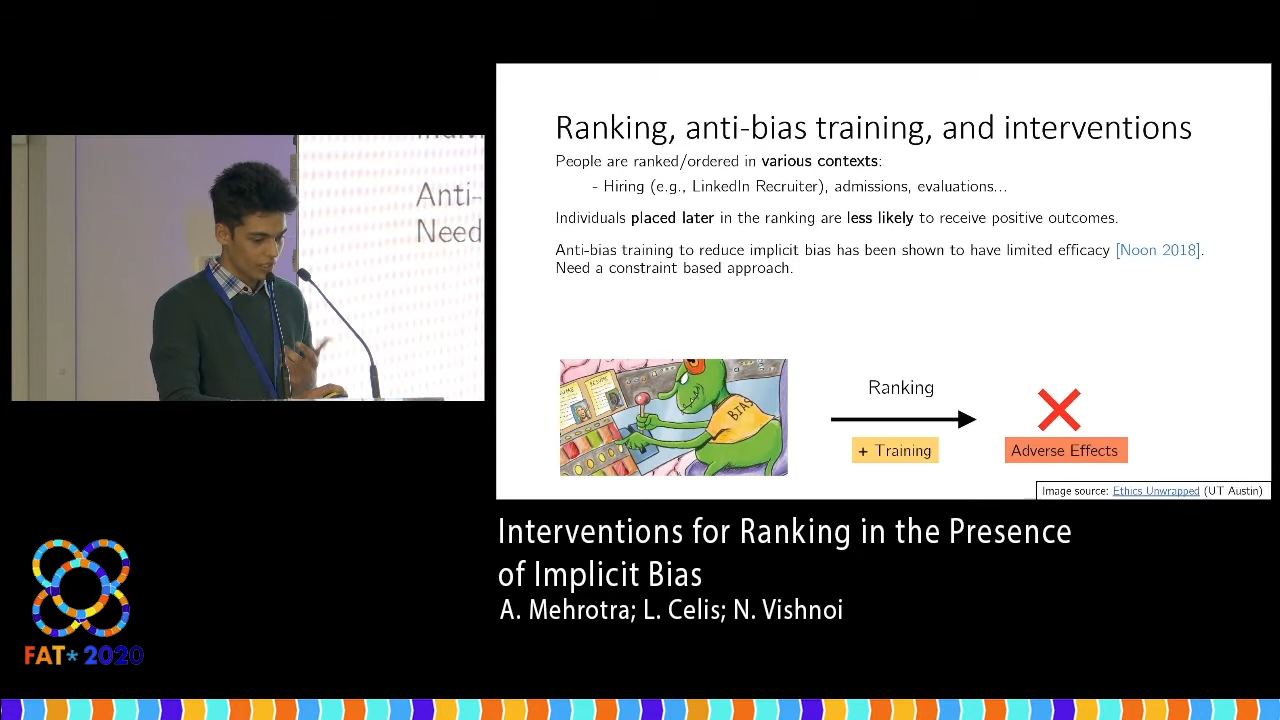 Indivi
Anti-
Need
Ranking, anti-bias training, and interventions
People are ranked/ordered in various contexts:
- Hiring (e.g., LinkedIn Recruiter), admissions, evaluations...
Individuals placed later in the ranking are less likely to receive positive outcomes.
Anti-bias training to reduce implicit bias has been shown to have limited efficacy [Noon 2018].
Need a constraint based approach.
RESUME
BIAS
Ranking
+ Training
Adverse Effects
Image source: Ethics Unwrapped (UT Austin)
Interventions for Ranking in the Presence
of Implicit Bias
A. Mehrotra; L. Celis; N. Vishnoi
FAT* 2020